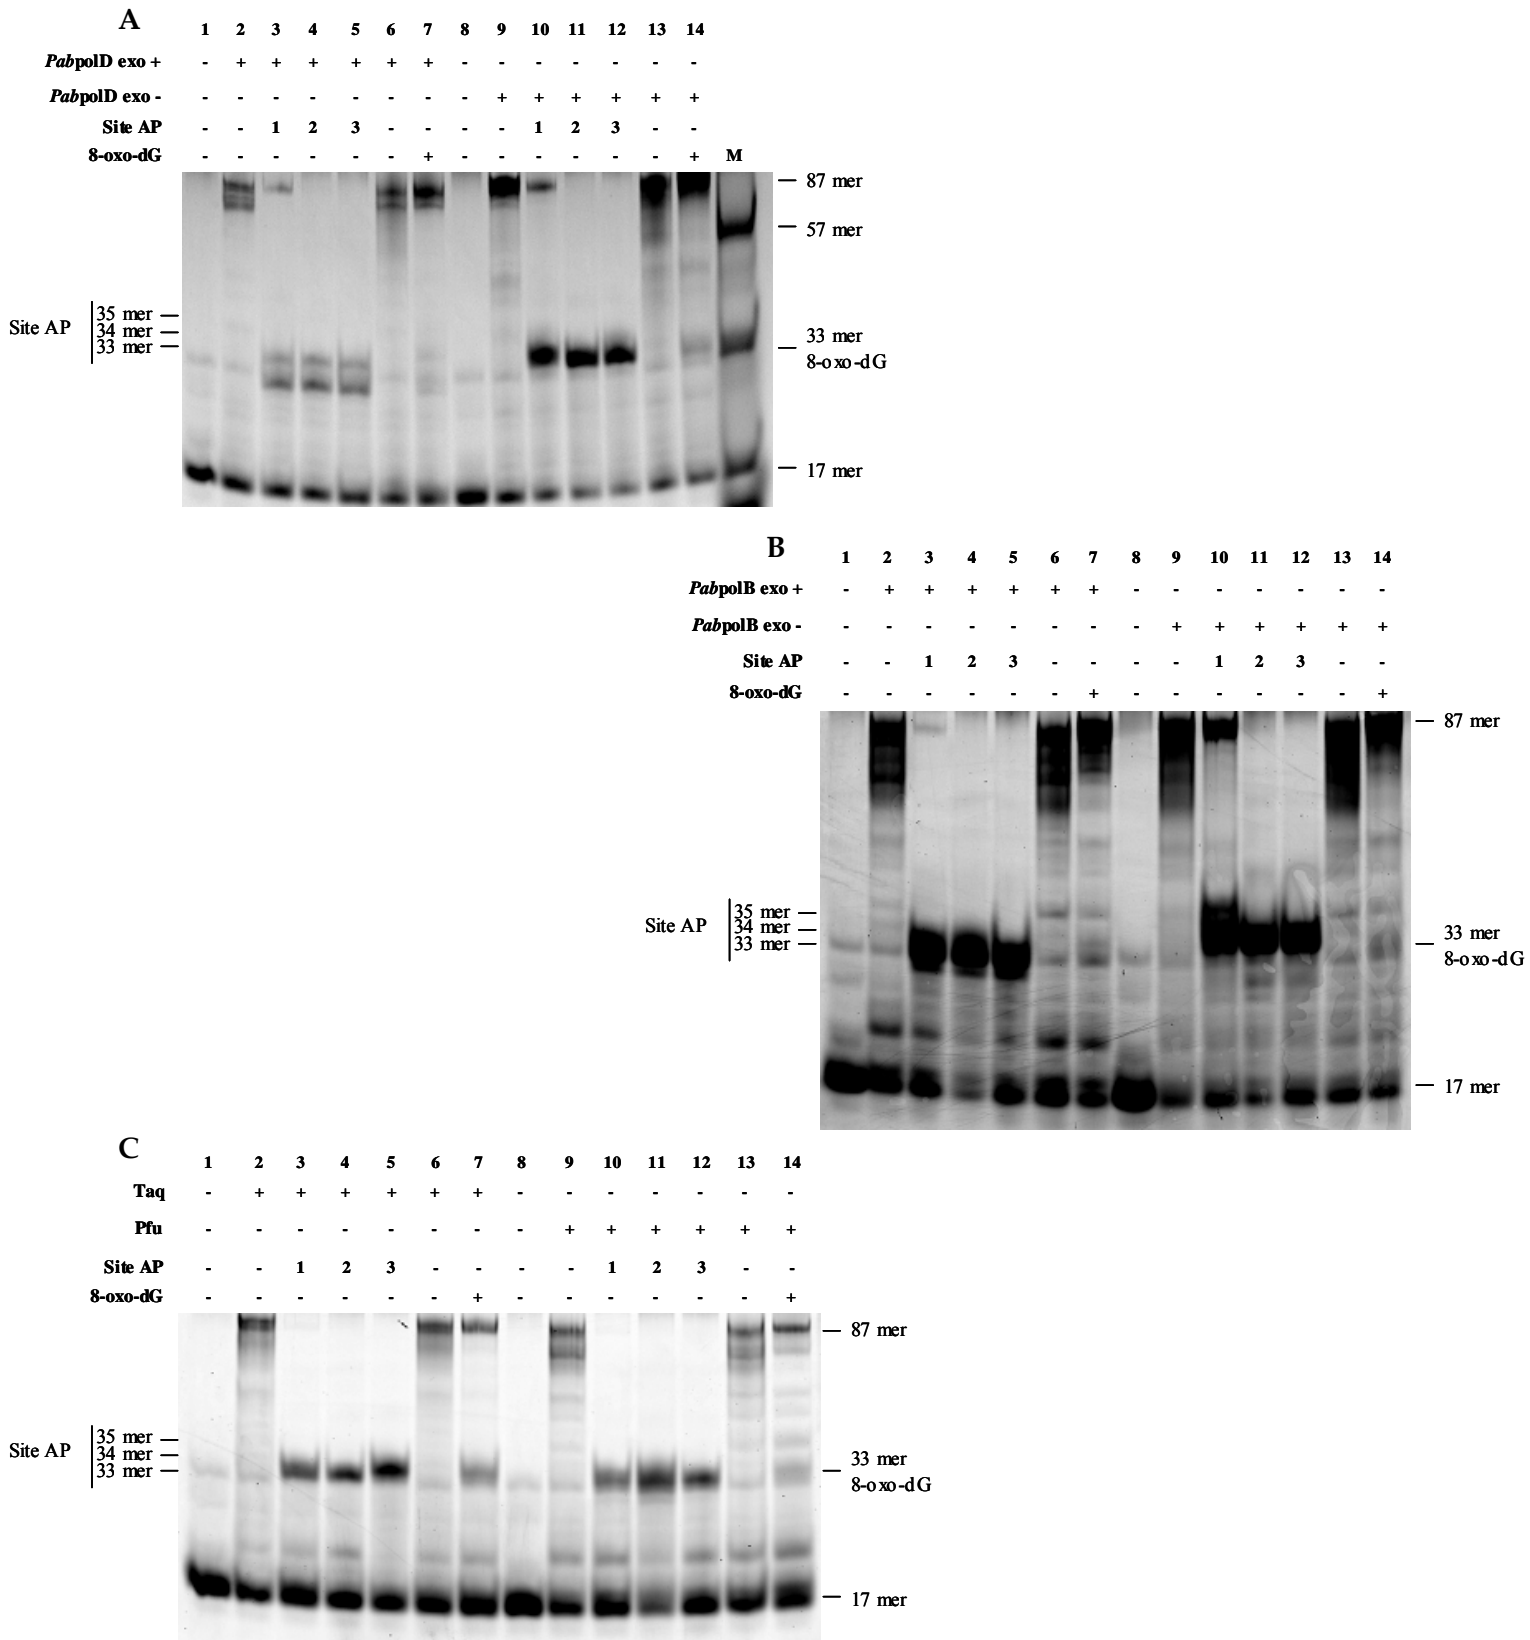 A
1 2 3 4 5 6 7 8 9 10 11 12 13 14
PabpolD exo + - + + + + + + - - - - - - -
PabpolD exo - - - - - - - - - + + + + + +
Site AP - - 1 2 3 - - - - 1 2 3 - -
8-oxo-dG - - - - - - + - - - - - - + M
87 mer
57 mer
35 mer
Site AP 34 mer
33 mer
33 mer
8-oxo-dG
17 mer
B
1 2 3 4 5 6 7 8 9 10 11 12 13 14
PabpolB exo + - + + + + + + - - - - - - -
PabpolB exo - - - - - - - - - + + + + + +
Site AP - - 1 2 3 - - - - 1 2 3 - -
8-oxo-dG - - - - - - + - - - - - - +
87 mer
35 mer
Site AP 34 mer
33 mer
33 mer
8-oxo-dG
17 mer
C
1 2 3 4 5 6 7 8 9 10 11 12 13 14
Taq - + + + + + + - - - - - - -
Pfu - - - - - - - - + + + + + +
Site AP - - 1 2 3 - - - - 1 2 3 - -
8-oxo-dG - - - - - - + - - - - - - +
87 mer
35 mer
Site AP 34 mer
33 mer
33 mer
8-oxo-dG
17 mer